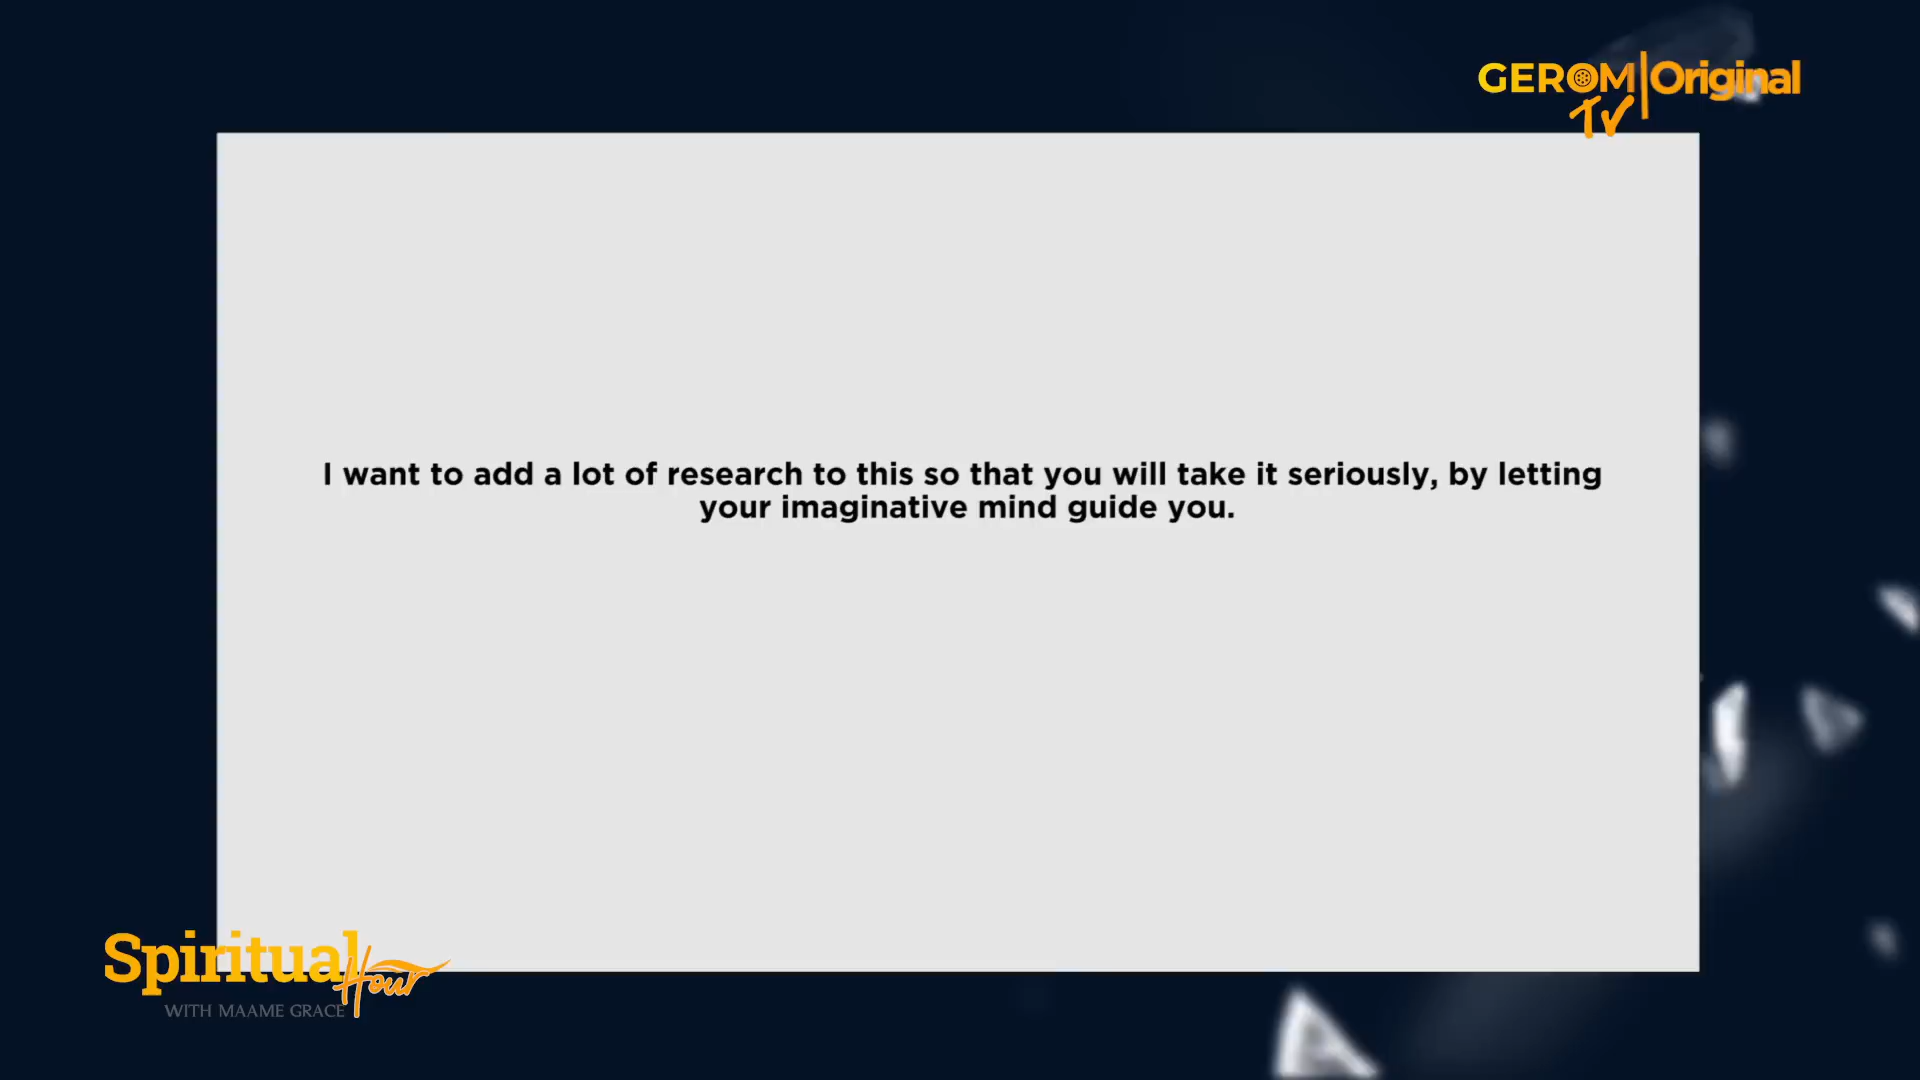 GEROM
TV
Original
I want to add a lot of research to this so that you will take it seriously, by letting
your imaginative mind guide you.
Spiritual
Hour
WITH MAAME GRACE